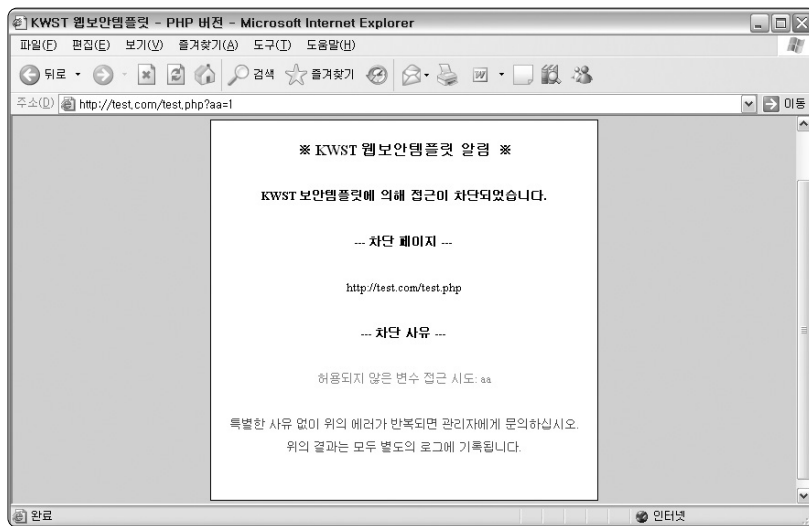 KWST 웹보안템플릿 - PHP 버전 - Microsoft Internet Explorer
파일(F) 편집(E) 보기(V) 즐겨찾기(A) 도구(T) 도움말(H)
뒤로 검색 즐겨찾기
주소(D) http://test.com/test.php?aa=1 이동
※ KWST 웹보안템플릿 알림 ※
KWST 보안템플릿에 의해 접근이 차단되었습니다.
--- 차단 페이지 ---
http://test.com/test.php
--- 차단 사유 ---
허용되지 않은 변수 접근 시도: aa
특별한 사유 없이 위의 에러가 반복되면 관리자에게 문의하십시오.
위의 결과는 모두 별도의 로그에 기록됩니다.
완료 인터넷